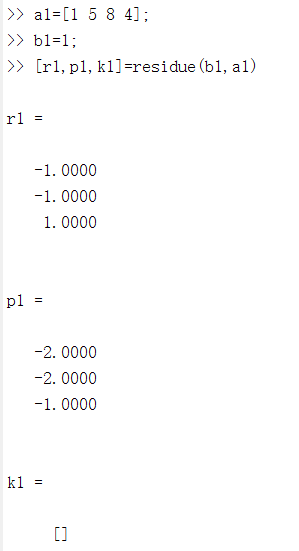 >> a1=[1 5 8 4];
>> b1=1;
>> [r1,p1,k1]=residue(b1,a1)
r1 =
-1.0000
-1.0000
1.0000
p1 =
-2.0000
-2.0000
-1.0000
k1 =
[]